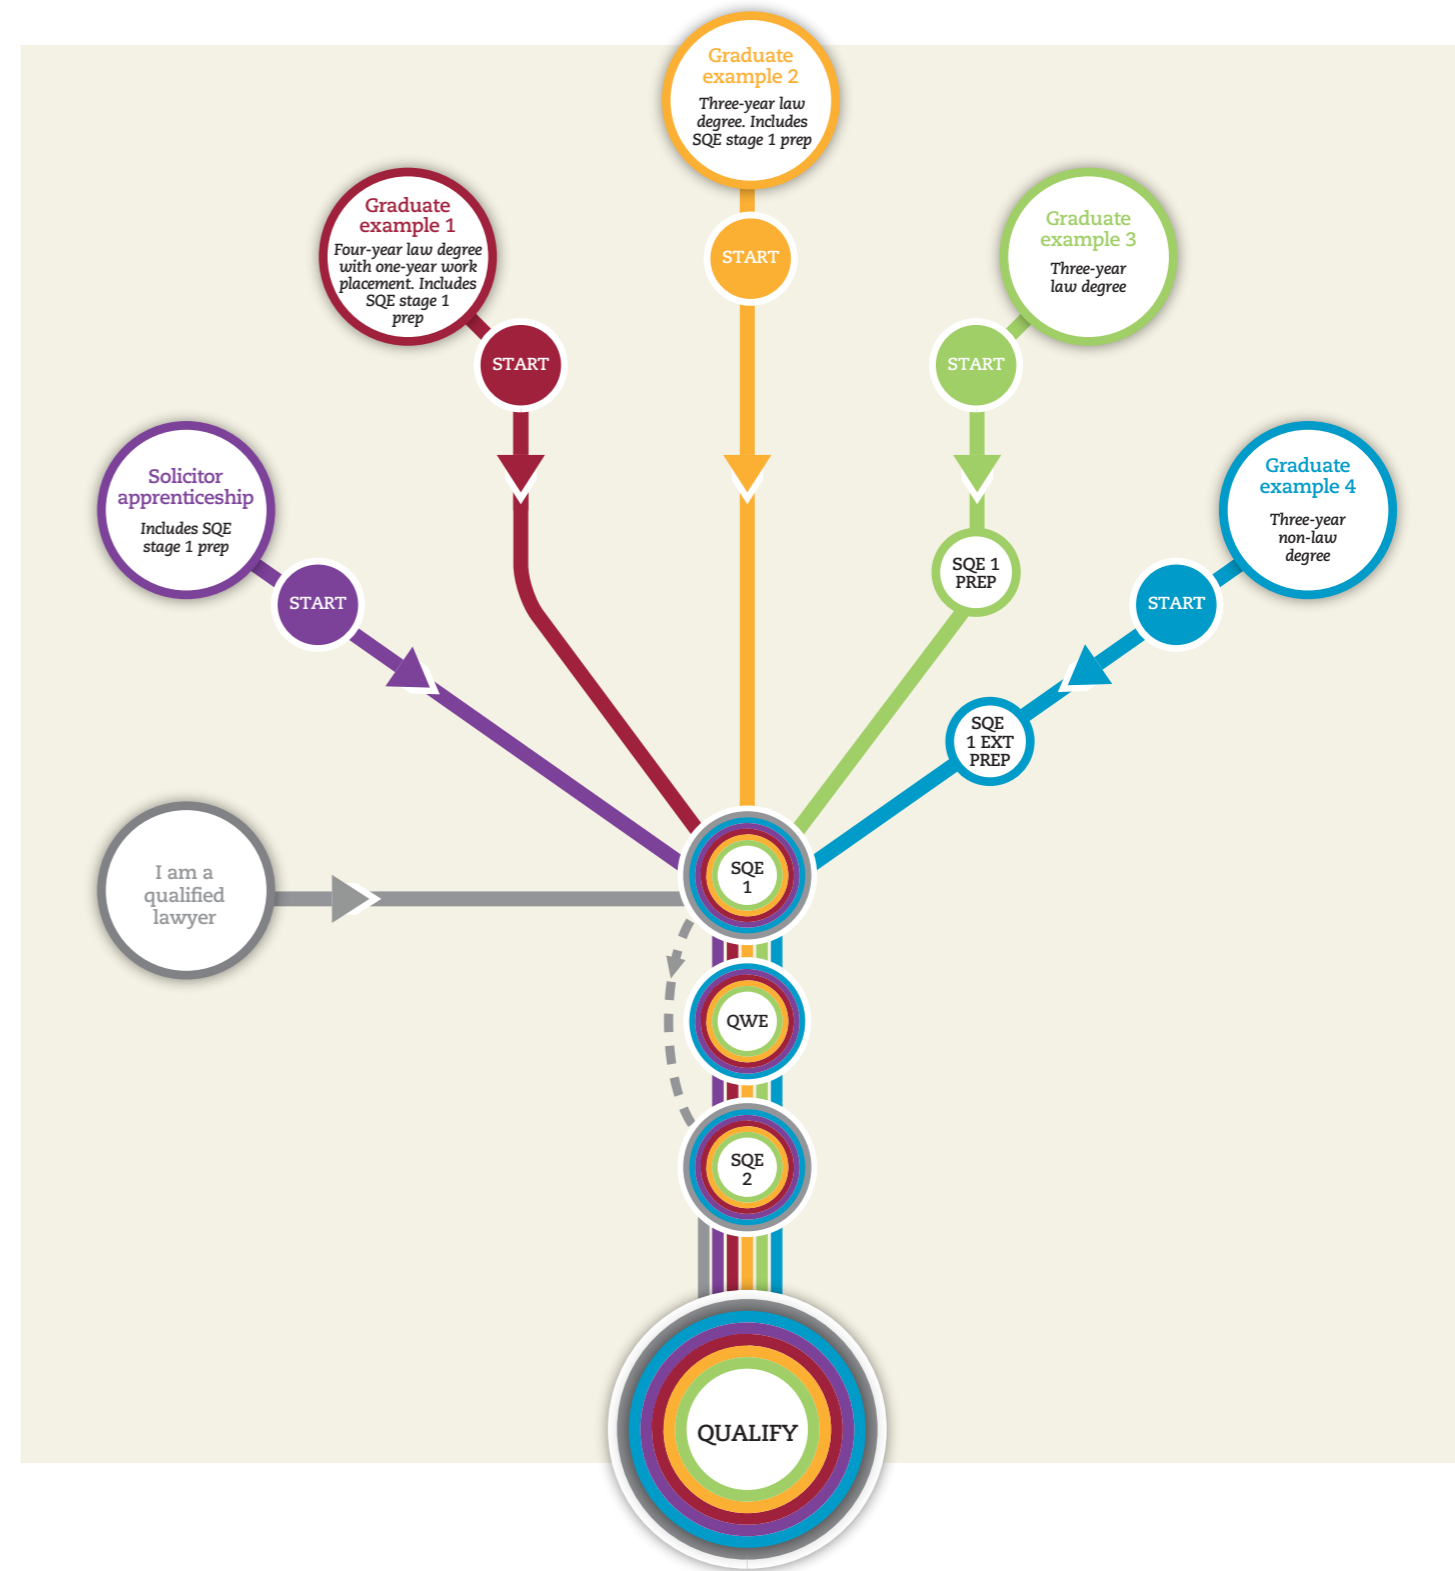 Graduate
example 2
Three-year law
degree. Includes
SQE stage 1 prep
START
Graduate
example 1
Four-year law degree
with one-year work
placement. Includes
SQE stage 1
prep
START
Graduate
example 3
Three-year
law degree
START
SQE 1
PREP
Solicitor
apprenticeship
Includes SQE
stage 1 prep
START
Graduate
example 4
Three-year
non-law
degree
START
SQE
1 EXT
PREP
I am a
qualified
lawyer
SQE
1
QWE
SQE
2
QUALIFY